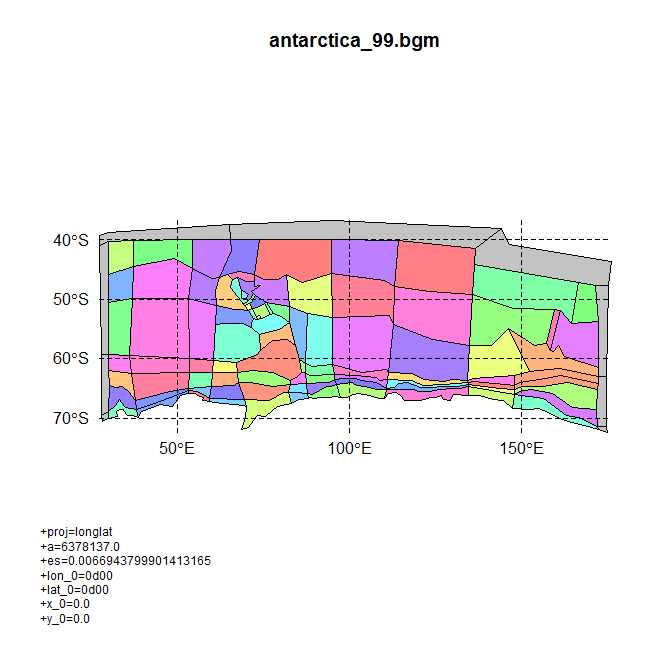 antarctica_99.bgm
40°S
50°S
60°S
70°S
50°E
100°E
150°E
+proj=longlat
+a=6378137.0
+es=0.0066943799901413165
+lon_0=0d00
+lat_0=0d00
+x_0=0.0
+y_0=0.0